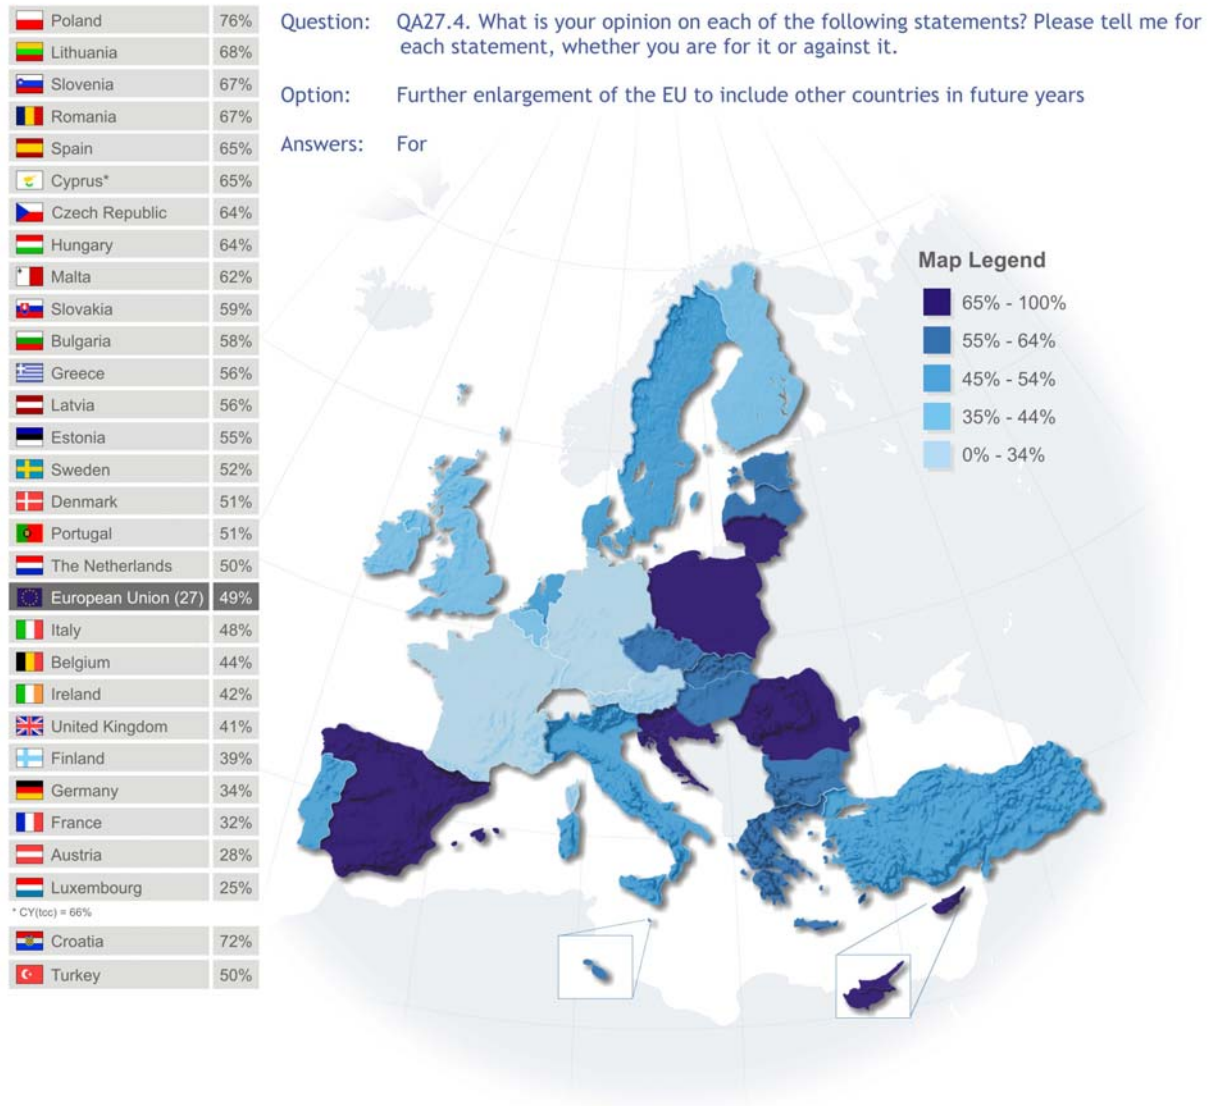 Poland 76%
Lithuania 68%
Slovenia 67%
Romania 67%
Spain 65%
Cyprus* 65%
Czech Republic 64%
Hungary 64%
Malta 62%
Slovakia 59%
Bulgaria 58%
Greece 56%
Latvia 56%
Estonia 55%
Sweden 52%
Denmark 51%
Portugal 51%
The Netherlands 50%
European Union (27) 49%
Italy 48%
Belgium 44%
Ireland 42%
United Kingdom 41%
Finland 39%
Germany 34%
France 32%
Austria 28%
Luxembourg 25%
* CY(tcc) = 66%
Croatia 72%
Turkey 50%
Question: QA27.4. What is your opinion on each of the following statements? Please tell me for
each statement, whether you are for it or against it.
Option: Further enlargement of the EU to include other countries in future years
Answers: For
Map Legend
65% - 100%
55% - 64%
45% - 54%
35% - 44%
0% - 34%